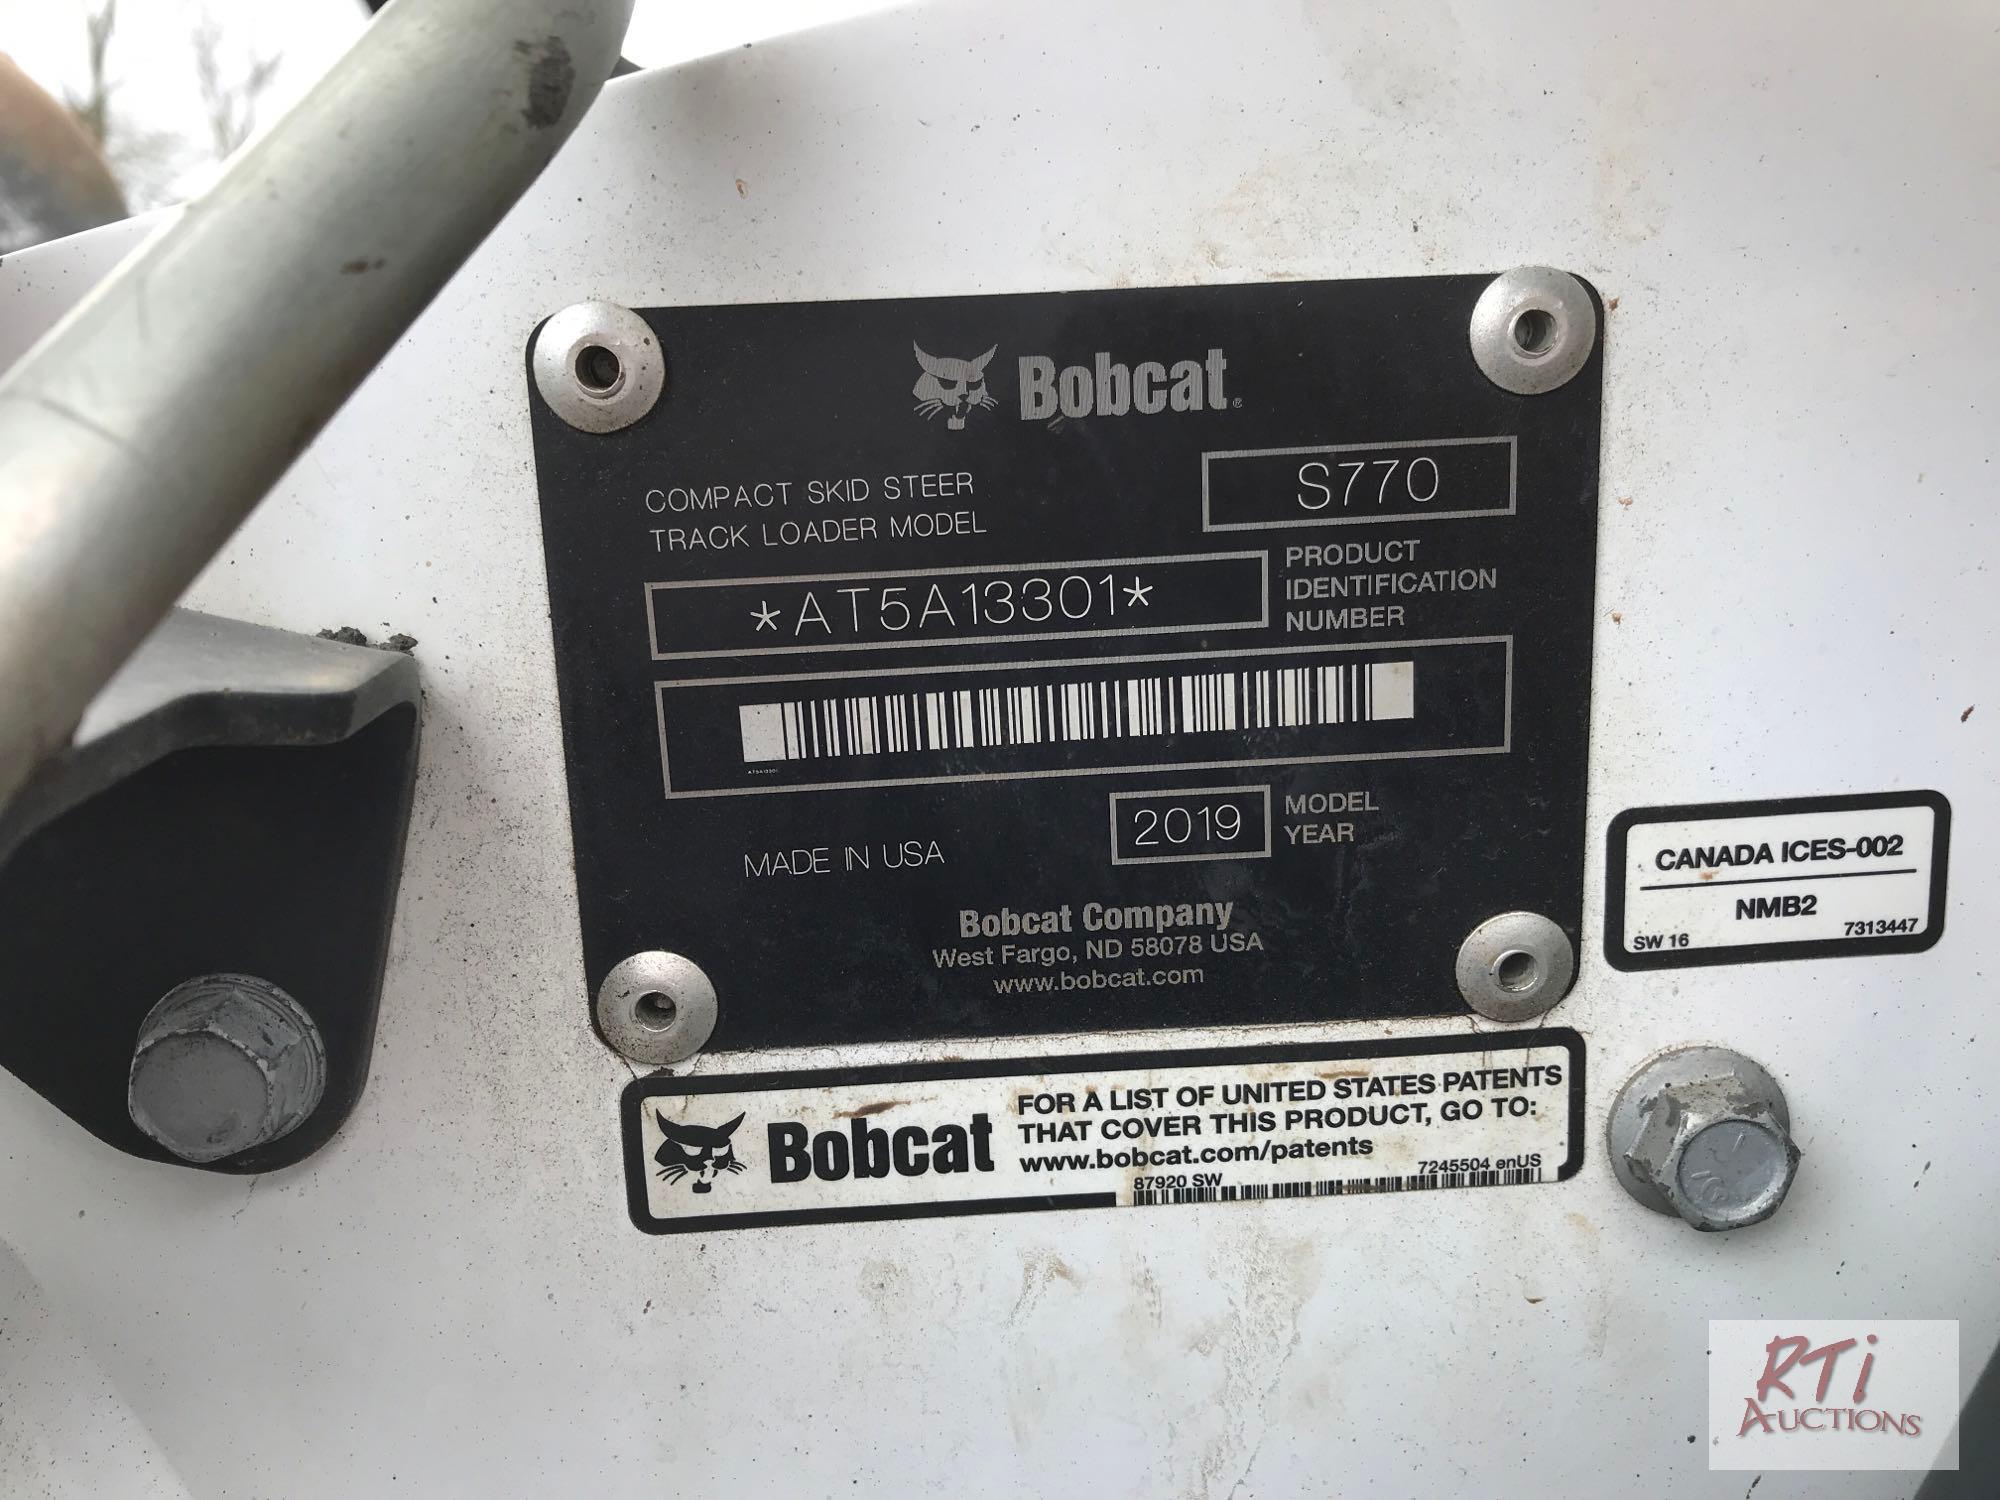 Bobcat®
COMPACT SKID STEER
TRACK LOADER MODEL
S770
*AT5A13301*
PRODUCT
IDENTIFICATION
NUMBER
AT5A13301
MADE IN USA
2019
MODEL
YEAR
Bobcat Company
West Fargo, ND 58078 USA
www.bobcat.com
CANADA ICES-002
NMB2
SW 16
7313447
Bobcat
FOR A LIST OF UNITED STATES PATENTS
THAT COVER THIS PRODUCT, GO TO:
www.bobcat.com/patents
87920 SW
7245504 enUS
RTi
AUCTIONS